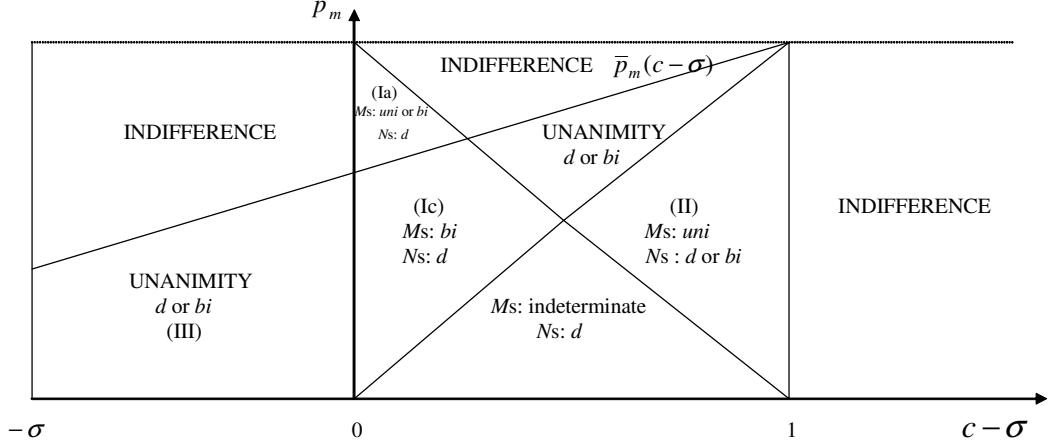 p_m
INDIFFERENCE p̅_m(c − σ)
(Ia)
Ms: uni or bi
Ns: d
INDIFFERENCE
UNANIMITY
d or bi
(Ic)
Ms: bi
Ns: d
(II)
Ms: uni
Ns : d or bi
INDIFFERENCE
UNANIMITY
d or bi
(III)
Ms: indeterminate
Ns: d
−σ 0 1 c − σ